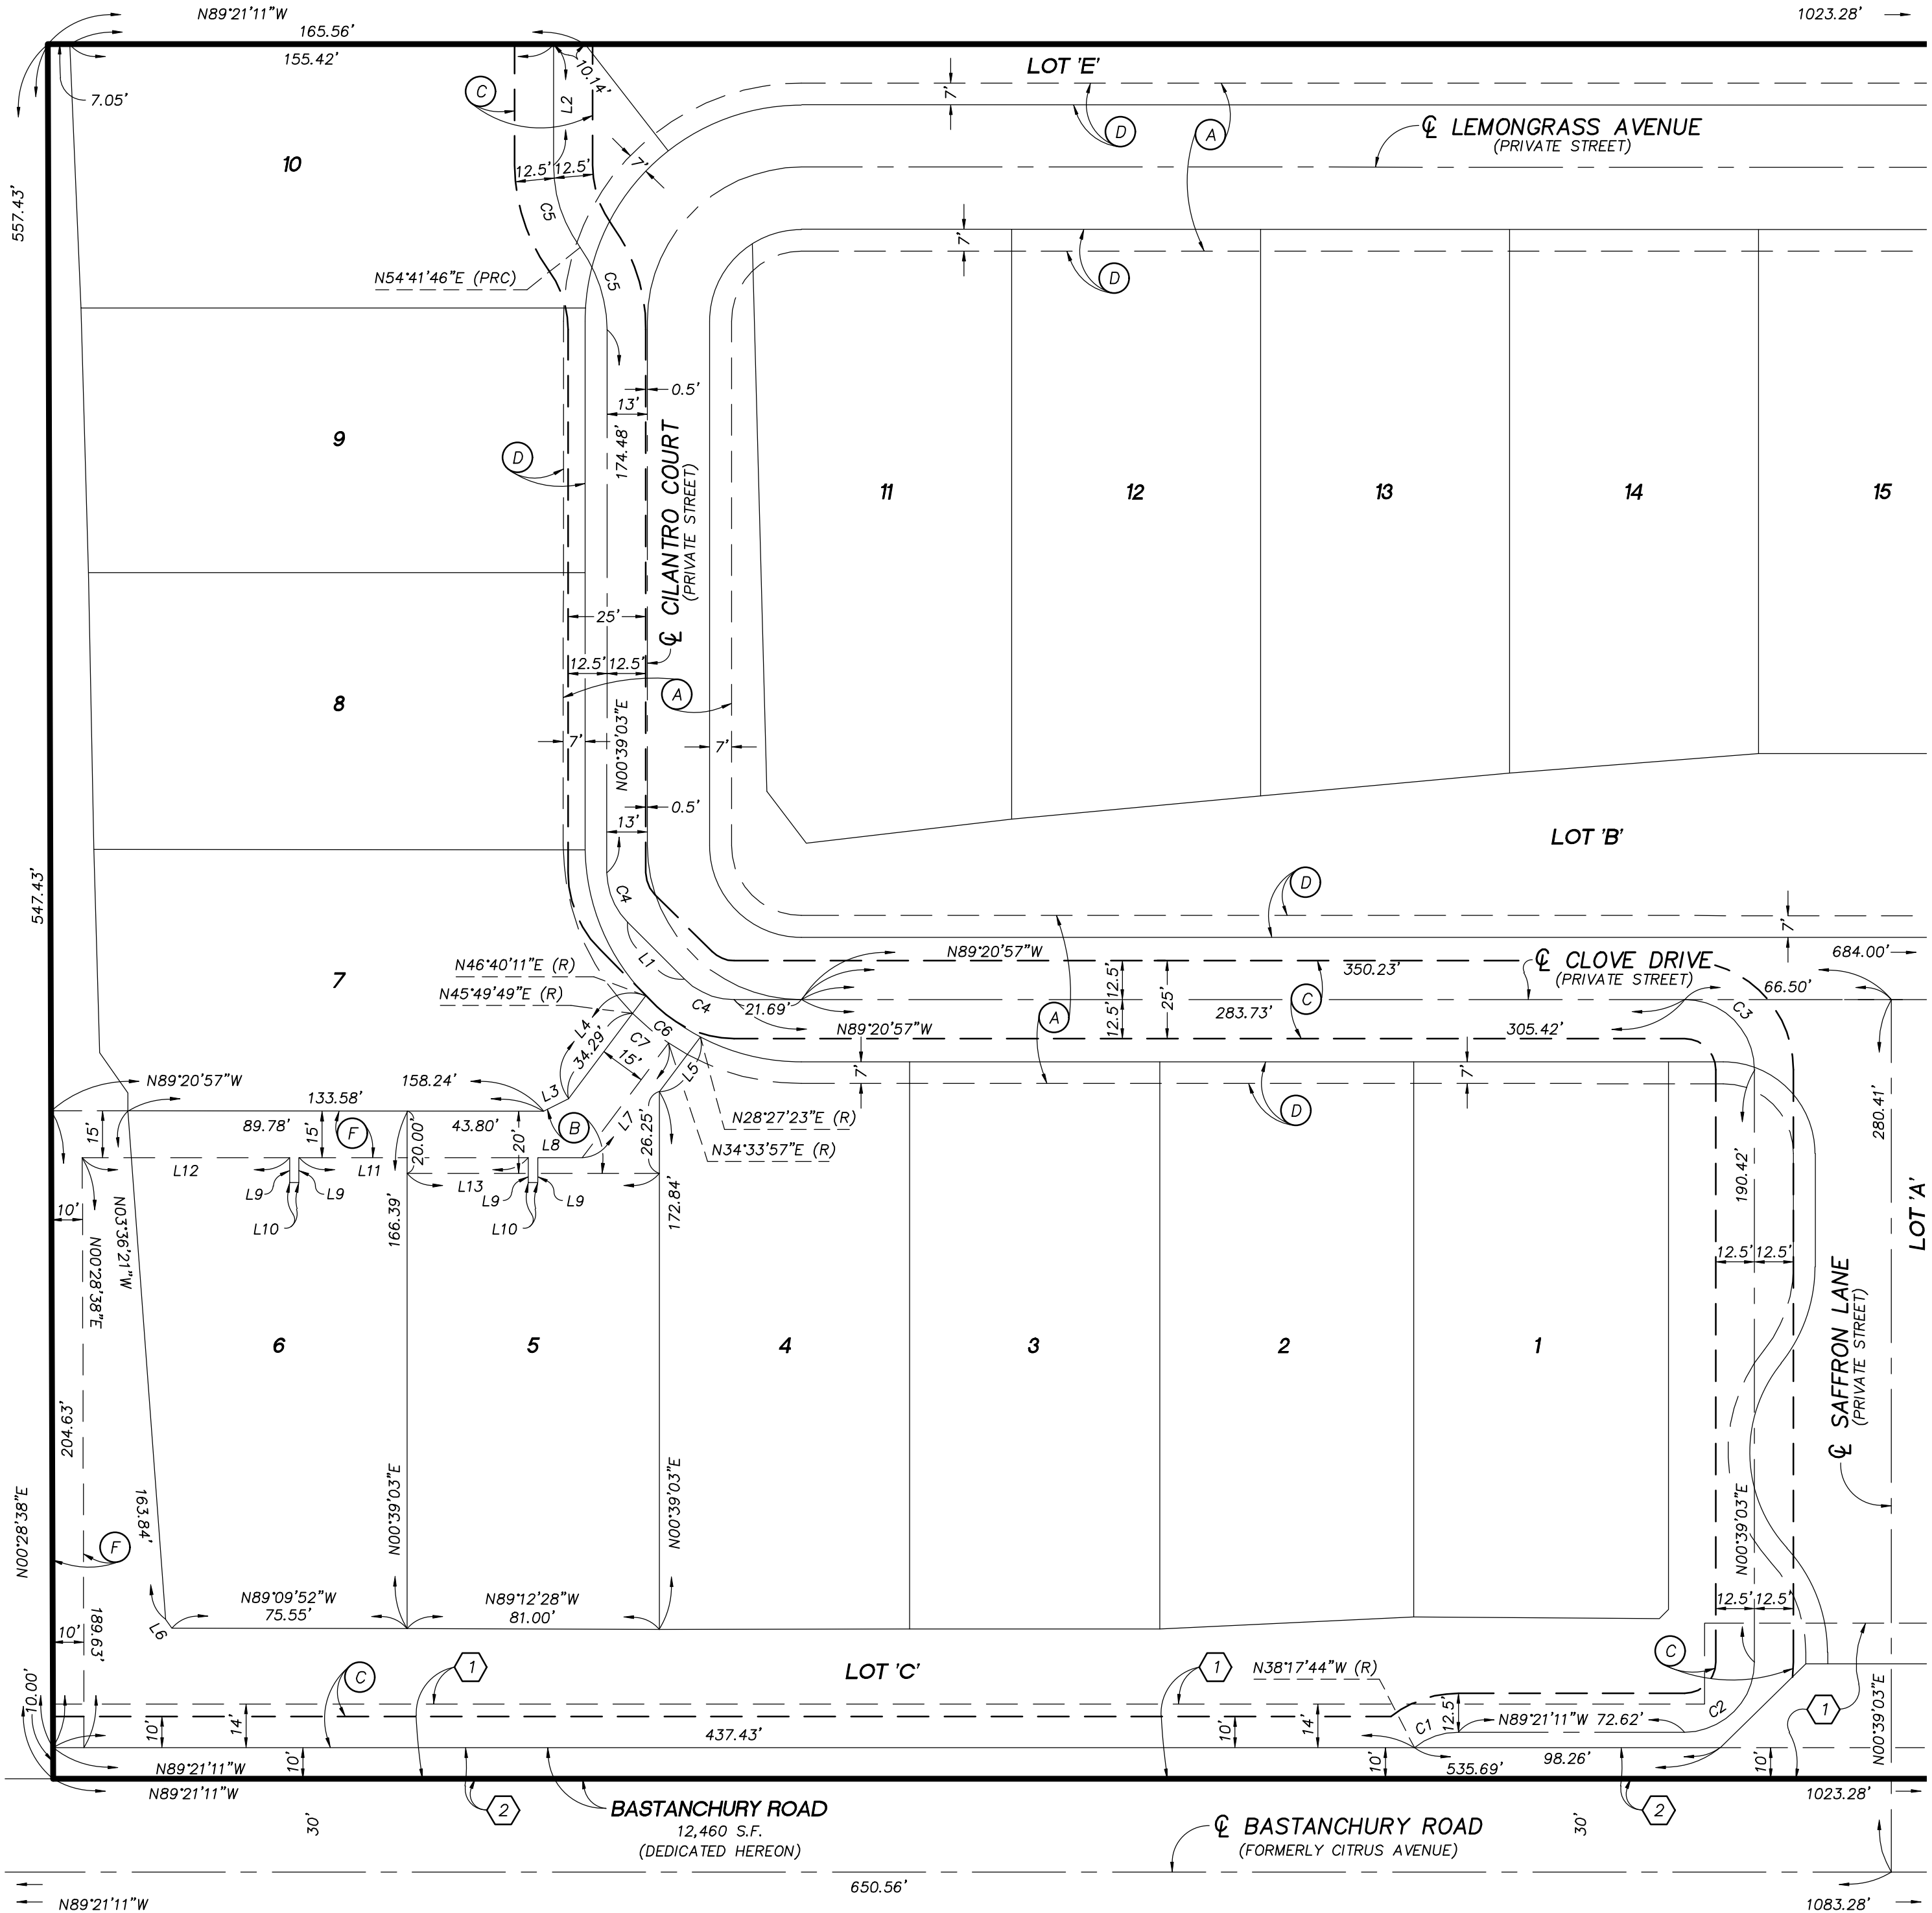 N89°21'11"W
165.56'
155.42'
1023.28'
7.05'
C
L2
10.14'
LOT 'E'
7'
D
A
℄ LEMONGRASS AVENUE
(PRIVATE STREET)
10
12.5' 12.5'
7'
C5
557.43'
7'
D
N54°41'46"E (PRC)
C5
0.5'
13'
9
D
174.48'
℄ CILANTRO COURT
(PRIVATE STREET)
11
12
13
14
15
25'
12.5' 12.5'
A
8
7'
7'
N00°39'03"E
0.5'
13'
LOT 'B'
547.43'
C4
D
7'
N89°20'57"W
℄ CLOVE DRIVE
(PRIVATE STREET)
684.00'
N46°40'11"E (R)
L1
12.5'
350.23'
66.50'
7
N45°49'49"E (R)
C4
21.69'
A
12.5'
25'
C
283.73'
C3
N89°20'57"W
305.42'
L4
34.29'
C6
C7
15'
L5
7'
7'
N89°20'57"W
158.24'
L3
133.58'
D
280.41'
15'
89.78'
15'
F
20.00'
43.80'
20'
B
L8
L7
26.25'
N28°27'23"E (R)
N34°33'57"E (R)
L12
L11
L9
L9
L13
L9
L9
L10
L10
10'
N03°36'21"W
N00°28'38"E
166.39'
172.84'
190.42'
LOT 'A'
12.5' 12.5'
6
5
4
3
2
1
℄ SAFFRON LANE
(PRIVATE STREET)
204.63'
N00°28'38"E
163.84'
F
N00°39'03"E
N00°39'03"E
N00°39'03"E
N89°09'52"W
75.55'
N89°12'28"W
81.00'
12.5' 12.5'
L6
10'
189.63'
LOT 'C'
C
1
1
N38°17'44"W (R)
C
10.00'
10'
14'
437.43'
10'
14'
C1
12.5'
N89°21'11"W 72.62'
C2
1
N00°39'03"E
N89°21'11"W
10'
10'
535.69'
98.26'
10'
N89°21'11"W
1023.28'
30'
2
BASTANCHURY ROAD
12,460 S.F.
(DEDICATED HEREON)
℄ BASTANCHURY ROAD
(FORMERLY CITRUS AVENUE)
30'
2
650.56'
N89°21'11"W
1083.28'